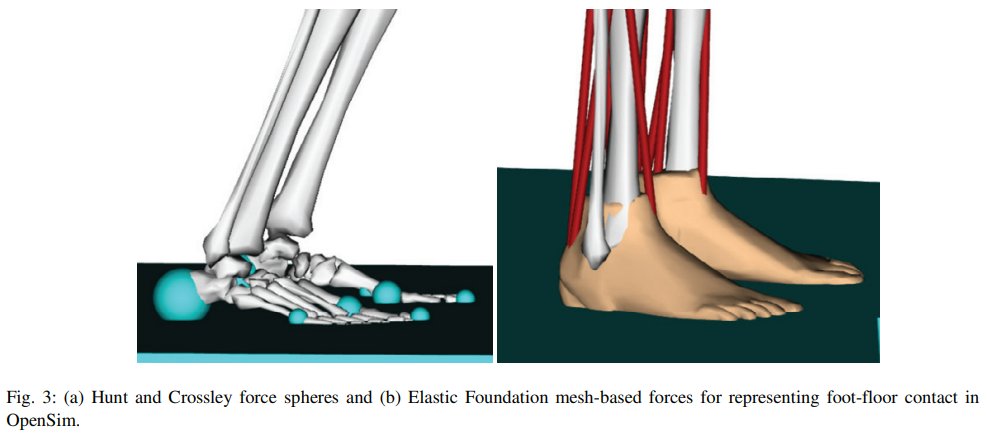 Fig. 3: (a) Hunt and Crossley force spheres and (b) Elastic Foundation mesh-based forces for representing foot-floor contact in
OpenSim.